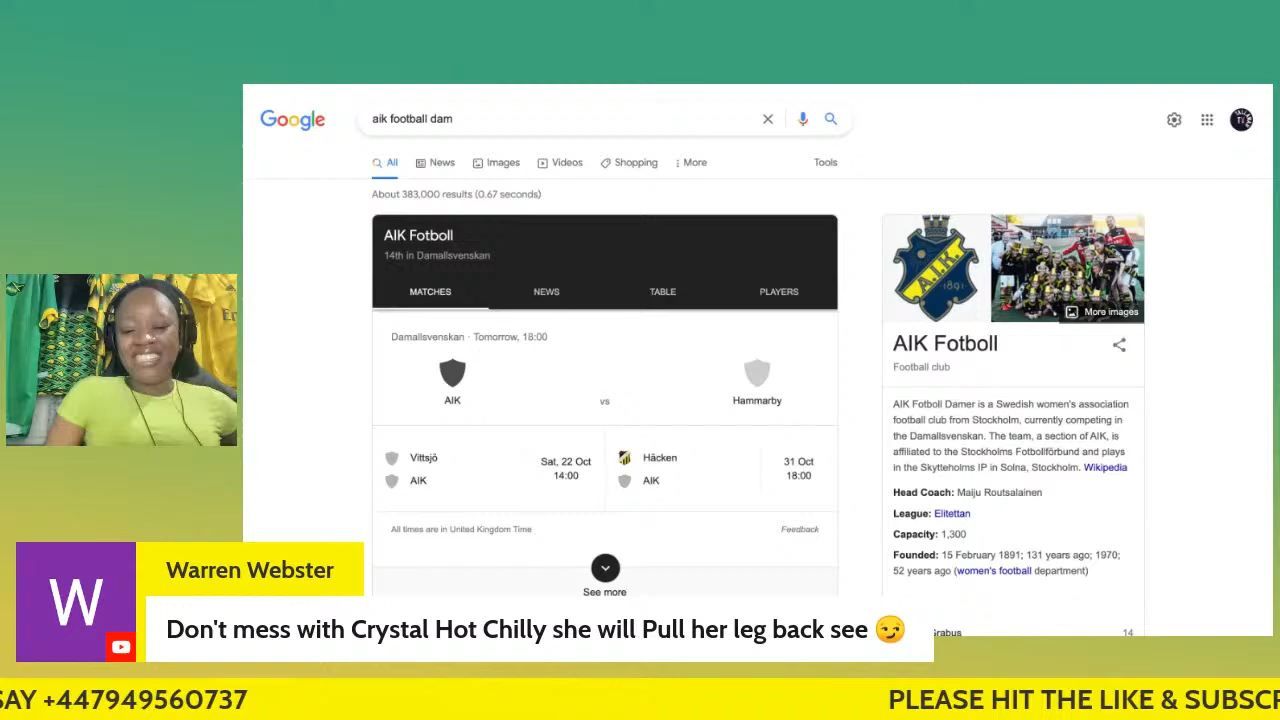 Google
aik football dam
All News Images Videos Shopping More Tools
About 383,000 results (0.67 seconds)
AIK Fotboll
14th in Damallsvenskan
MATCHES NEWS TABLE PLAYERS
Damallsvenskan · Tomorrow, 18:00
AIK vs Hammarby
Vittsjö
AIK
Sat, 22 Oct
14:00
Häcken
AIK
31 Oct
18:00
All times are in United Kingdom Time Feedback
See more
A.I.K.
1891
More images
AIK Fotboll
Football club
AIK Fotboll Damer is a Swedish women's association
football club from Stockholm, currently competing in
the Damallsvenskan. The team, a section of AIK, is
affiliated to the Stockholms Fotbollförbund and plays
in the Skytteholms IP in Solna, Stockholm. Wikipedia
Head Coach: Maiju Routsalainen
League: Elitettan
Capacity: 1,300
Founded: 15 February 1891; 131 years ago; 1970;
52 years ago (women's football department)
Grabus 14
W
Warren Webster
Don't mess with Crystal Hot Chilly she will Pull her leg back see 😏
SAY +447949560737 PLEASE HIT THE LIKE & SUBSCR